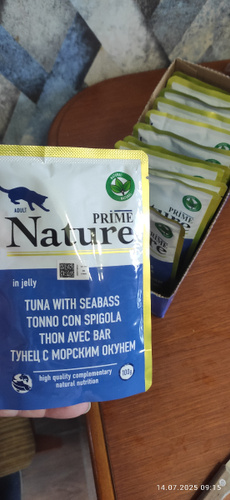 ADULT
PRIME
Nature
in jelly
TUNA WITH SEABASS
TONNO CON SPIGOLA
THON AVEC BAR
ТУНЕЦ С МОРСКИМ ОКУНЕМ
high quality complementary
natural nutrition
100g
PRIME
Nature
14.07.2025 09:15